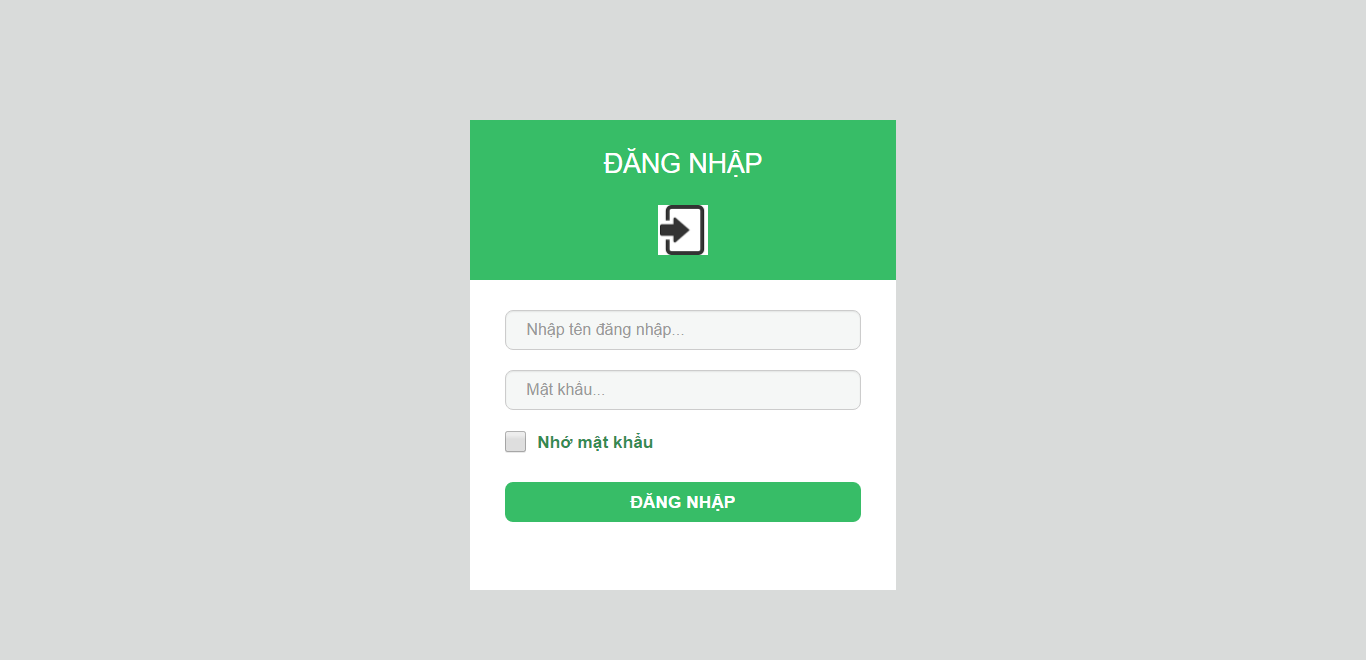 ĐĂNG NHẬP
Nhập tên đăng nhập...
Mật khẩu...
Nhớ mật khẩu
ĐĂNG NHẬP